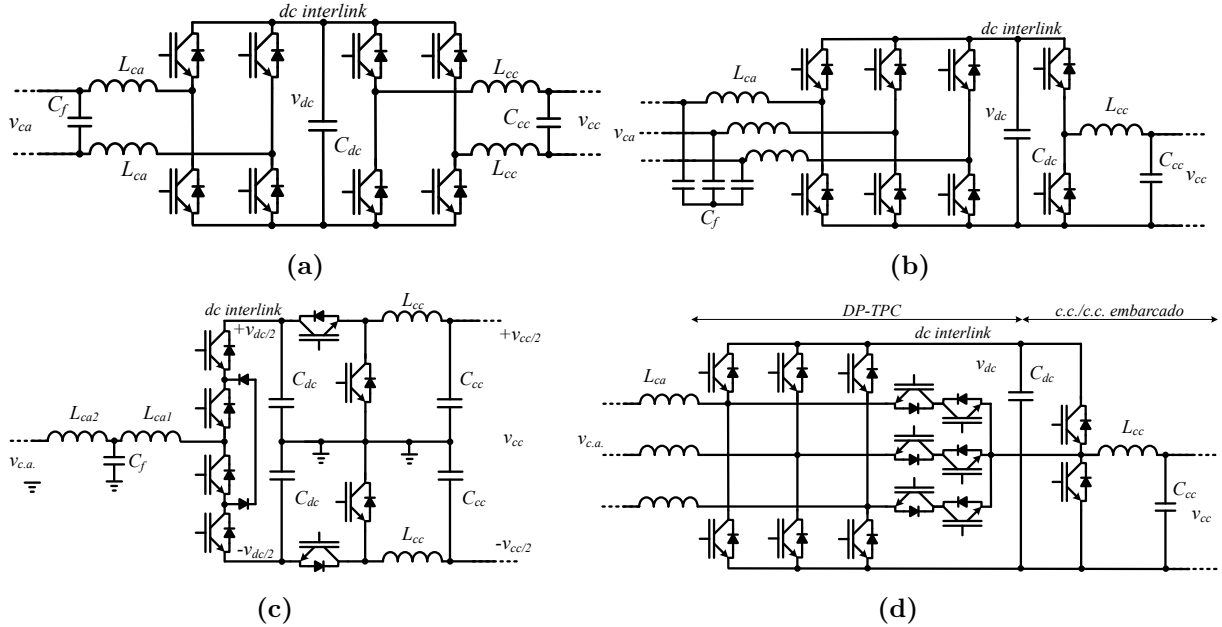 dc interlink
L_ca
L_cc
C_f
v_dc
v_ca
C_dc
C_cc
v_cc
L_ca
L_cc
(a)
dc interlink
L_ca
L_cc
v_dc
v_ca
C_dc
C_cc
v_cc
C_f
(b)
L_cc
dc interlink
+v_dc/2
+v_cc/2
C_dc
C_cc
L_ca2
L_ca1
v_cc
v_c.a.
C_f
C_dc
C_cc
L_cc
-v_dc/2
-v_cc/2
(c)
DP-TPC
c.c./c.c. embarcado
dc interlink
v_dc
C_dc
L_ca
L_cc
v_c.a.
C_cc
v_cc
(d)